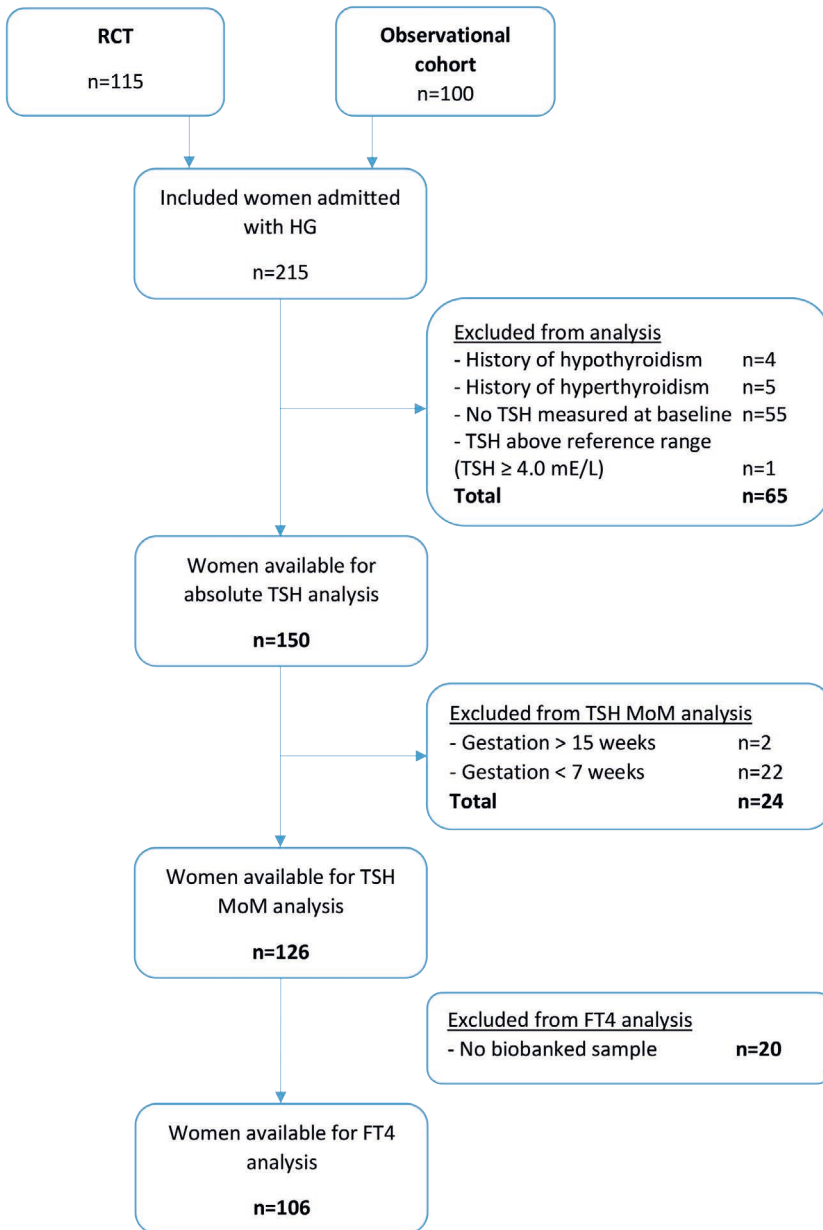 RCT
n=115
Observational
cohort
n=100
Included women admitted
with HG
n=215
Excluded from analysis
- History of hypothyroidism n=4
- History of hyperthyroidism n=5
- No TSH measured at baseline n=55
- TSH above reference range
(TSH ≥ 4.0 mE/L) n=1
Total n=65
Women available for
absolute TSH analysis
n=150
Excluded from TSH MoM analysis
- Gestation > 15 weeks n=2
- Gestation < 7 weeks n=22
Total n=24
Women available for TSH
MoM analysis
n=126
Excluded from FT4 analysis
- No biobanked sample n=20
Women available for FT4
analysis
n=106